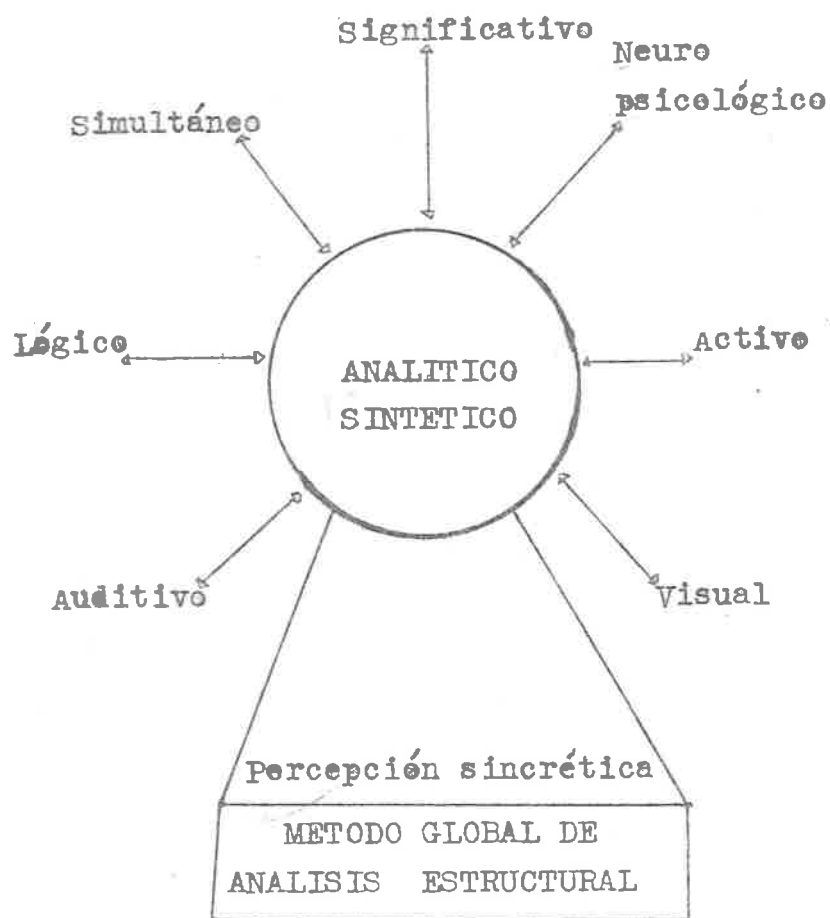 Significativo
Neuro
psicológico
Simultáneo
Lógico
Activo
ANALITICO
SINTETICO
Auditivo
Visual
Percepción sincrética
METODO GLOBAL DE
ANALISIS ESTRUCTURAL